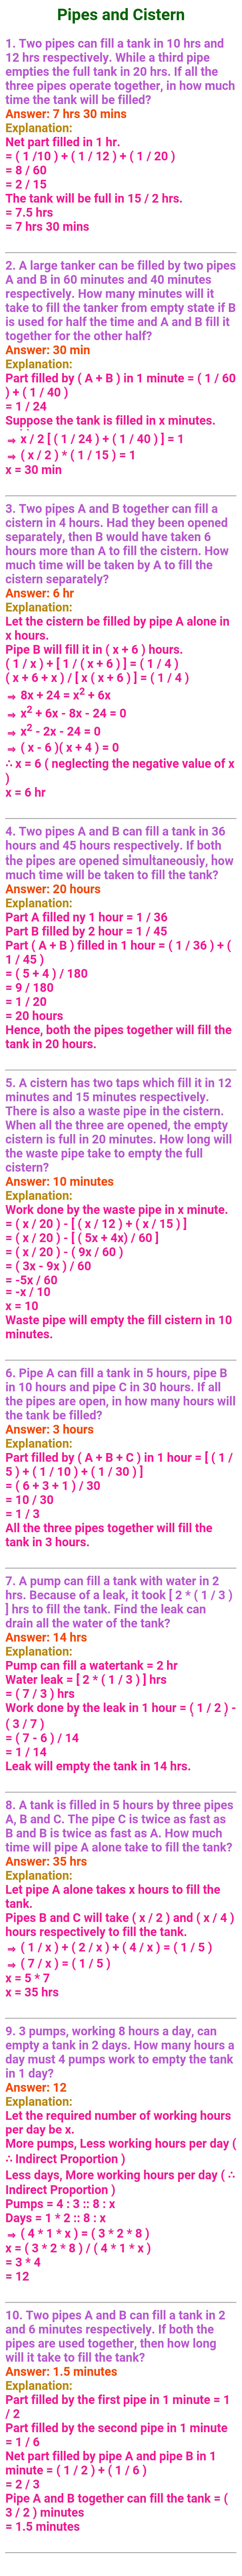 Pipes and Cistern
1. Two pipes can fill a tank in 10 hrs and
12 hrs respectively. While a third pipe
empties the full tank in 20 hrs. If all the
three pipes operate together, in how much
time the tank will be filled?
Answer: 7 hrs 30 mins
Explanation:
Net part filled in 1 hr.
= ( 1 /10 ) + ( 1 / 12 ) + ( 1 / 20 )
= 8 / 60
= 2 / 15
The tank will be full in 15 / 2 hrs.
= 7.5 hrs
= 7 hrs 30 mins
2. A large tanker can be filled by two pipes
A and B in 60 minutes and 40 minutes
respectively. How many minutes will it
take to fill the tanker from empty state if B
is used for half the time and A and B fill it
together for the other half?
Answer: 30 min
Explanation:
Part filled by ( A + B ) in 1 minute = ( 1 / 60
) + ( 1 / 40 )
= 1 / 24
Suppose the tank is filled in x minutes.
⇒ x / 2 [ ( 1 / 24 ) + ( 1 / 40 ) ] = 1
⇒ ( x / 2 ) * ( 1 / 15 ) = 1
x = 30 min
3. Two pipes A and B together can fill a
cistern in 4 hours. Had they been opened
separately, then B would have taken 6
hours more than A to fill the cistern. How
much time will be taken by A to fill the
cistern separately?
Answer: 6 hr
Explanation:
Let the cistern be filled by pipe A alone in
x hours.
Pipe B will fill it in ( x + 6 ) hours.
( 1 / x ) + [ 1 / ( x + 6 ) ] = ( 1 / 4 )
( x + 6 + x ) / [ x ( x + 6 ) ] = ( 1 / 4 )
⇒ 8x + 24 = x² + 6x
⇒ x² + 6x - 8x - 24 = 0
⇒ x² - 2x - 24 = 0
⇒ ( x - 6 )( x + 4 ) = 0
∴ x = 6 ( neglecting the negative value of x
)
x = 6 hr
4. Two pipes A and B can fill a tank in 36
hours and 45 hours respectively. If both
the pipes are opened simultaneously, how
much time will be taken to fill the tank?
Answer: 20 hours
Explanation:
Part A filled ny 1 hour = 1 / 36
Part B filled by 2 hour = 1 / 45
Part ( A + B ) filled in 1 hour = ( 1 / 36 ) + (
1 / 45 )
= ( 5 + 4 ) / 180
= 9 / 180
= 1 / 20
= 20 hours
Hence, both the pipes together will fill the
tank in 20 hours.
5. A cistern has two taps which fill it in 12
minutes and 15 minutes respectively.
There is also a waste pipe in the cistern.
When all the three are opened, the empty
cistern is full in 20 minutes. How long will
the waste pipe take to empty the full
cistern?
Answer: 10 minutes
Explanation:
Work done by the waste pipe in x minute.
= ( x / 20 ) - [ ( x / 12 ) + ( x / 15 ) ]
= ( x / 20 ) - [ ( 5x + 4x) / 60 ]
= ( x / 20 ) - ( 9x / 60 )
= ( 3x - 9x ) / 60
= -5x / 60
= -x / 10
x = 10
Waste pipe will empty the fill cistern in 10
minutes.
6. Pipe A can fill a tank in 5 hours, pipe B
in 10 hours and pipe C in 30 hours. If all
the pipes are open, in how many hours will
the tank be filled?
Answer: 3 hours
Explanation:
Part filled by ( A + B + C ) in 1 hour = [ ( 1 /
5 ) + ( 1 / 10 ) + ( 1 / 30 ) ]
= ( 6 + 3 + 1 ) / 30
= 10 / 30
= 1 / 3
All the three pipes together will fill the
tank in 3 hours.
7. A pump can fill a tank with water in 2
hrs. Because of a leak, it took [ 2 * ( 1 / 3 )
] hrs to fill the tank. Find the leak can
drain all the water of the tank?
Answer: 14 hrs
Explanation:
Pump can fill a watertank = 2 hr
Water leak = [ 2 * ( 1 / 3 ) ] hrs
= ( 7 / 3 ) hrs
Work done by the leak in 1 hour = ( 1 / 2 ) -
( 3 / 7 )
= ( 7 - 6 ) / 14
= 1 / 14
Leak will empty the tank in 14 hrs.
8. A tank is filled in 5 hours by three pipes
A, B and C. The pipe C is twice as fast as
B and B is twice as fast as A. How much
time will pipe A alone take to fill the tank?
Answer: 35 hrs
Explanation:
Let pipe A alone takes x hours to fill the
tank.
Pipes B and C will take ( x / 2 ) and ( x / 4 )
hours respectively to fill the tank.
⇒ ( 1 / x ) + ( 2 / x ) + ( 4 / x ) = ( 1 / 5 )
⇒ ( 7 / x ) = ( 1 / 5 )
x = 5 * 7
x = 35 hrs
9. 3 pumps, working 8 hours a day, can
empty a tank in 2 days. How many hours a
day must 4 pumps work to empty the tank
in 1 day?
Answer: 12
Explanation:
Let the required number of working hours
per day be x.
More pumps, Less working hours per day (
∴ Indirect Proportion )
Less days, More working hours per day ( ∴
Indirect Proportion )
Pumps = 4 : 3 :: 8 : x
Days = 1 * 2 :: 8 : x
⇒ ( 4 * 1 * x ) = ( 3 * 2 * 8 )
x = ( 3 * 2 * 8 ) / ( 4 * 1 * x )
= 3 * 4
= 12
10. Two pipes A and B can fill a tank in 2
and 6 minutes respectively. If both the
pipes are used together, then how long
will it take to fill the tank?
Answer: 1.5 minutes
Explanation:
Part filled by the first pipe in 1 minute = 1
/ 2
Part filled by the second pipe in 1 minute
= 1 / 6
Net part filled by pipe A and pipe B in 1
minute = ( 1 / 2 ) + ( 1 / 6 )
= 2 / 3
Pipe A and B together can fill the tank = (
3 / 2 ) minutes
= 1.5 minutes